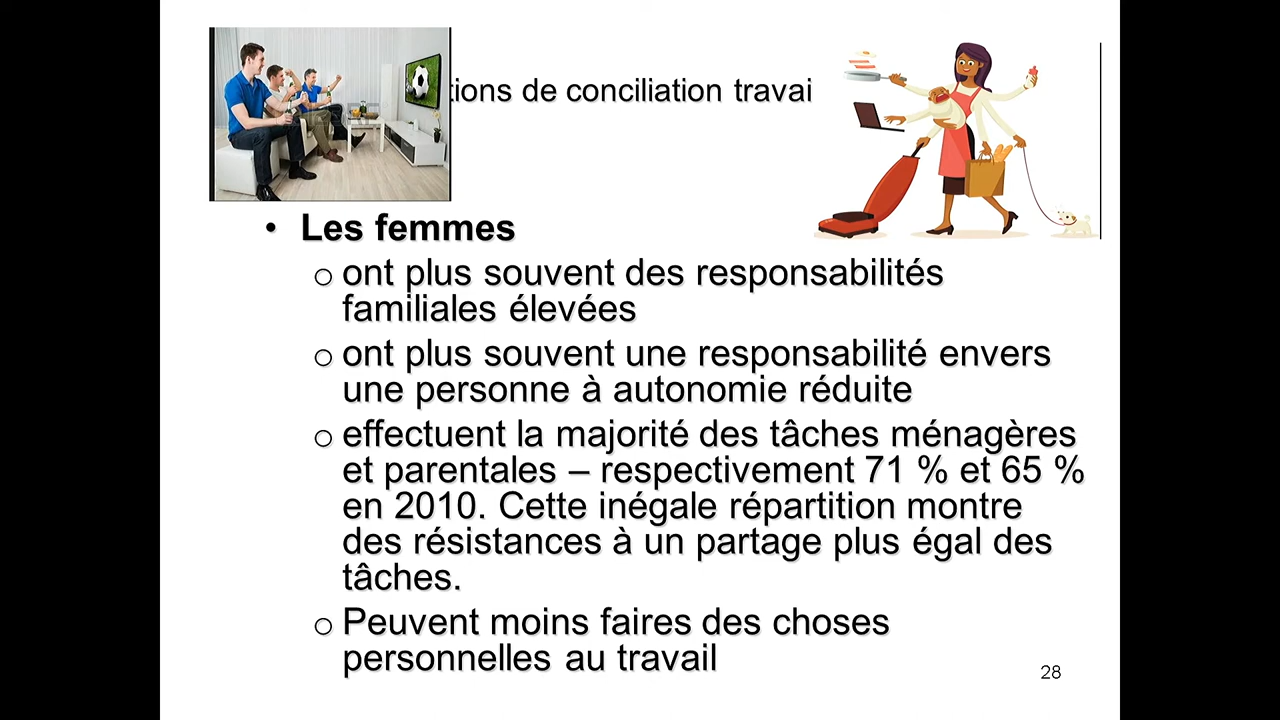 tions de conciliation travai
• Les femmes
o ont plus souvent des responsabilités
familiales élevées
o ont plus souvent une responsabilité envers
une personne à autonomie réduite
o effectuent la majorité des tâches ménagères
et parentales – respectivement 71 % et 65 %
en 2010. Cette inégale répartition montre
des résistances à un partage plus égal des
tâches.
o Peuvent moins faires des choses
personnelles au travail
28